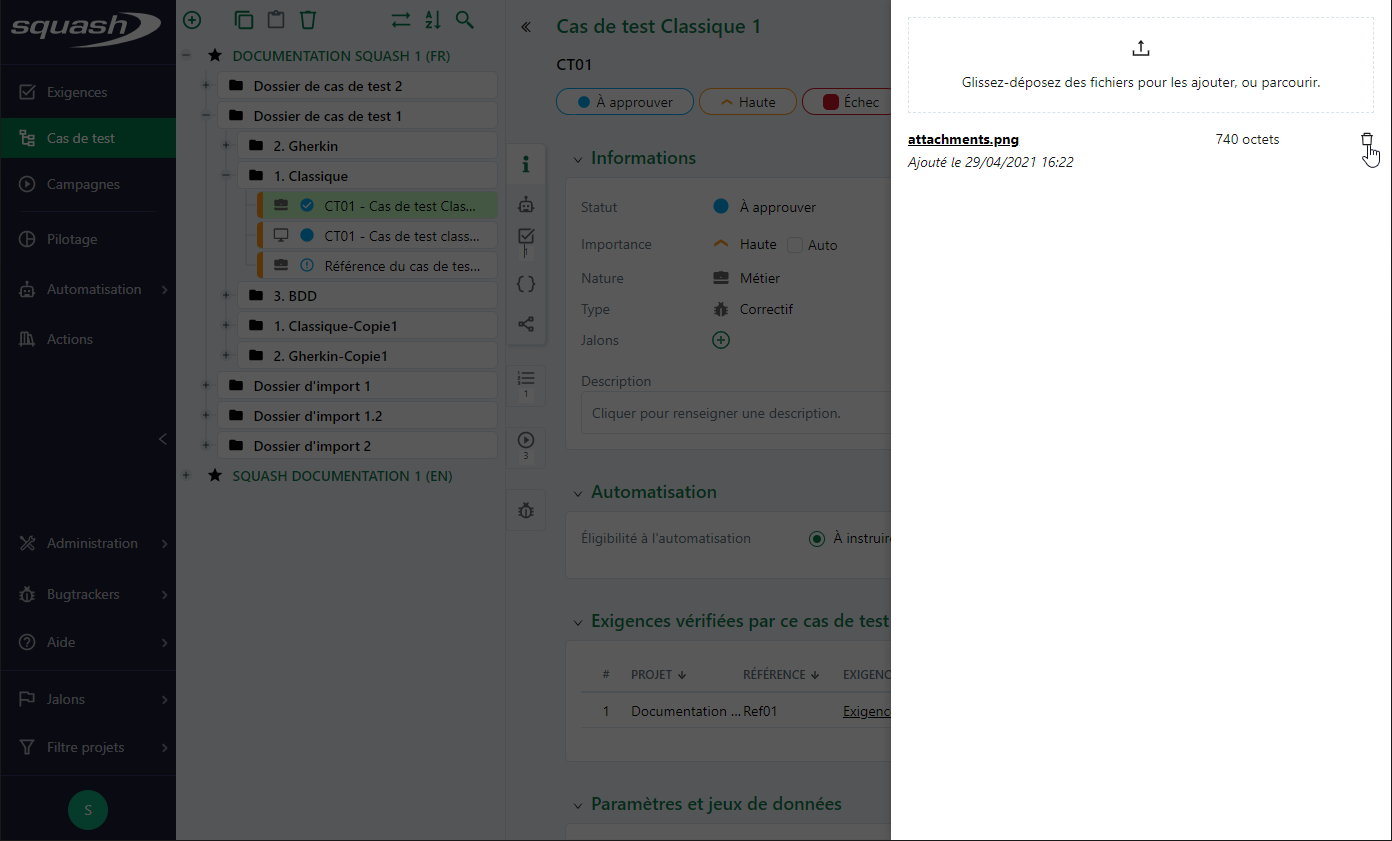 squash
Exigences
Cas de test
Campagnes
Pilotage
Automatisation
Actions
Administration
Bugtrackers
Aide
Jalons
Filtre projets
S
DOCUMENTATION SQUASH 1 (FR)
Dossier de cas de test 2
Dossier de cas de test 1
2. Gherkin
1. Classique
CT01 - Cas de test Clas...
CT01 - Cas de test class...
Référence du cas de tes...
3. BDD
1. Classique-Copie1
2. Gherkin-Copie1
Dossier d'import 1
Dossier d'import 1.2
Dossier d'import 2
SQUASH DOCUMENTATION 1 (EN)
Cas de test Classique 1
CT01
À approuver
Haute
Échec
1
1
3
Informations
Statut À approuver
Importance Haute Auto
Nature Métier
Type Correctif
Jalons
Description
Cliquer pour renseigner une description.
Automatisation
Éligibilité à l'automatisation À instruire
Exigences vérifiées par ce cas de test
# PROJET RÉFÉRENCE EXIGENC
1 Documentation ... Ref01 Exigenc
Paramètres et jeux de données
Glissez-déposez des fichiers pour les ajouter, ou parcourir.
attachments.png 740 octets
Ajouté le 29/04/2021 16:22